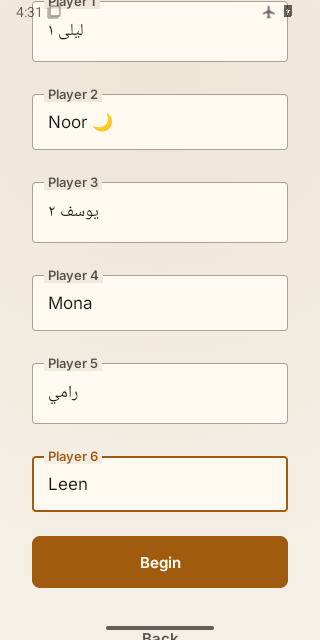 4:31
Player 1
ليلى ١
Player 2
Noor 🌙
Player 3
يوسف ٢
Player 4
Mona
Player 5
رامي
Player 6
Leen
Begin
Back